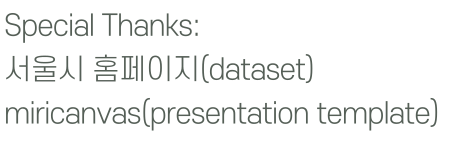 Special Thanks:
서울시 홈페이지(dataset)
miricanvas(presentation template)